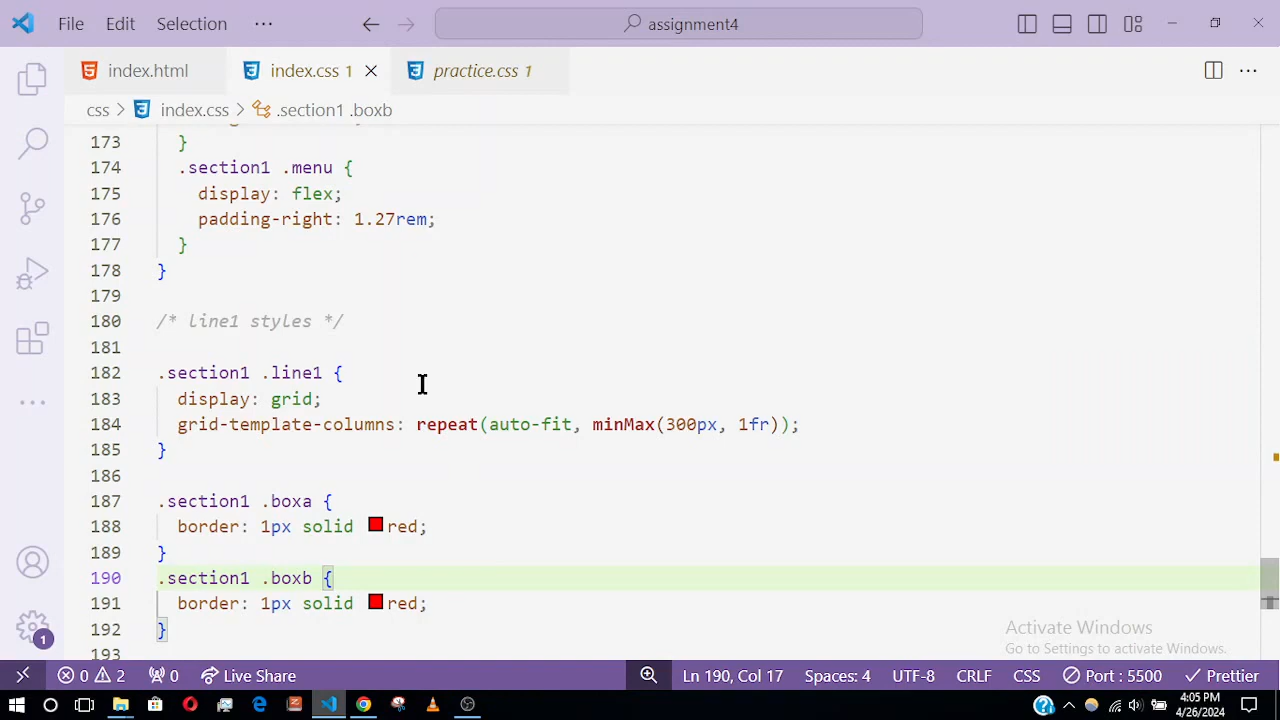 File Edit Selection ··· assignment4
index.html index.css 1 practice.css 1
css > index.css > .section1 .boxb
173 }
174 .section1 .menu {
175 display: flex;
176 padding-right: 1.27rem;
177 }
178 }
179
180 /* line1 styles */
181
182 .section1 .line1 {
183 display: grid;
184 grid-template-columns: repeat(auto-fit, minMax(300px, 1fr));
185 }
186
187 .section1 .boxa {
188 border: 1px solid red;
189 }
190 .section1 .boxb {
191 border: 1px solid red;
192 }
193
Activate Windows
Go to Settings to activate Windows.
1
0 2 0 Live Share Ln 190, Col 17 Spaces: 4 UTF-8 CRLF CSS Port : 5500 Prettier
4:05 PM
4/26/2024